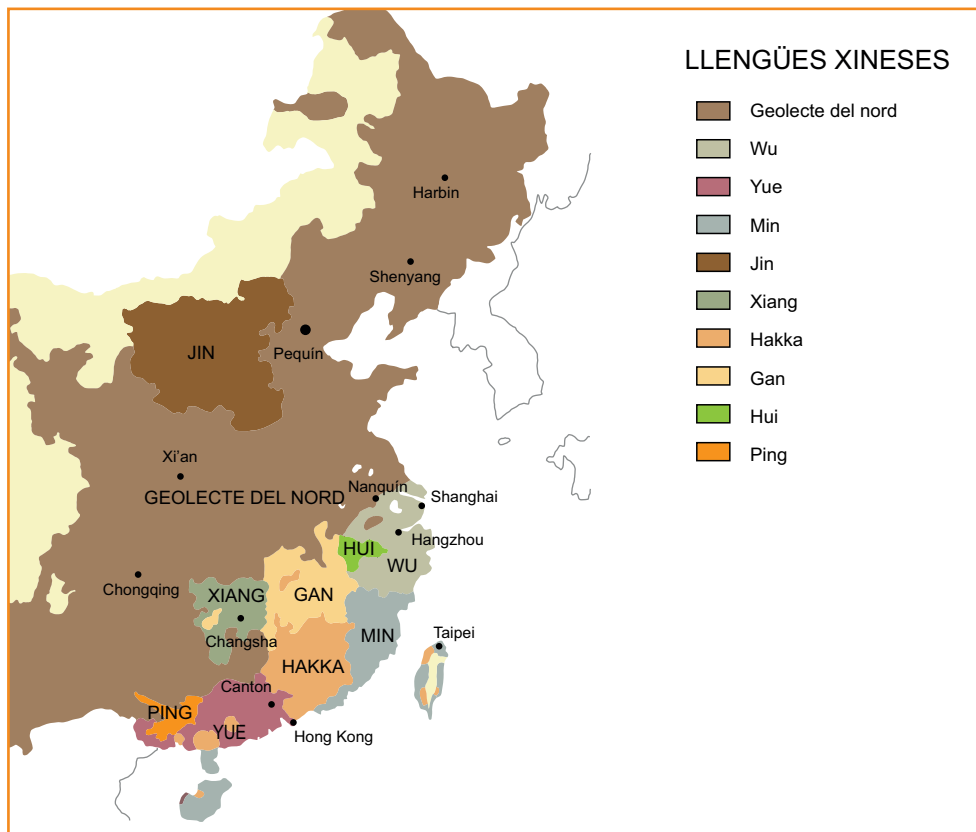 LLENGÜES XINESES
Geolecte del nord
Wu
Yue
Min
Jin
Xiang
Hakka
Gan
Hui
Ping
Harbin
Shenyang
Pequín
JIN
Xi'an
GEOLECTE DEL NORD
Nanquín
Shanghai
Hangzhou
HUI
WU
Chongqing
XIANG
GAN
Changsha
MIN
Taipei
HAKKA
Canton
PING
YUE
Hong Kong